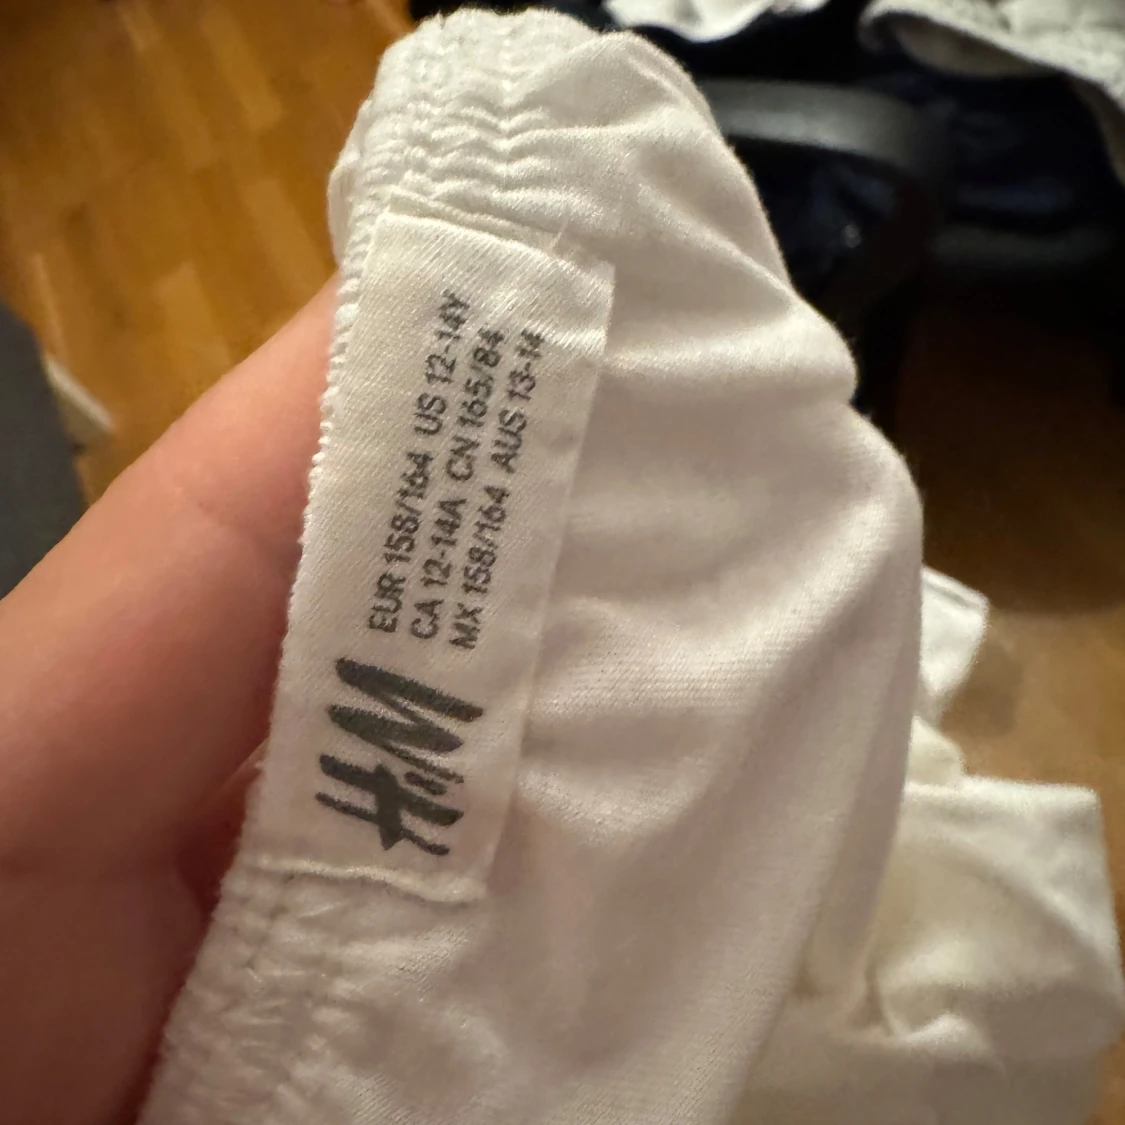 EUR 158/164 US 12-14Y
CA 12-14A CN 165/84
MX 158/164 AUS 13-14
H&M